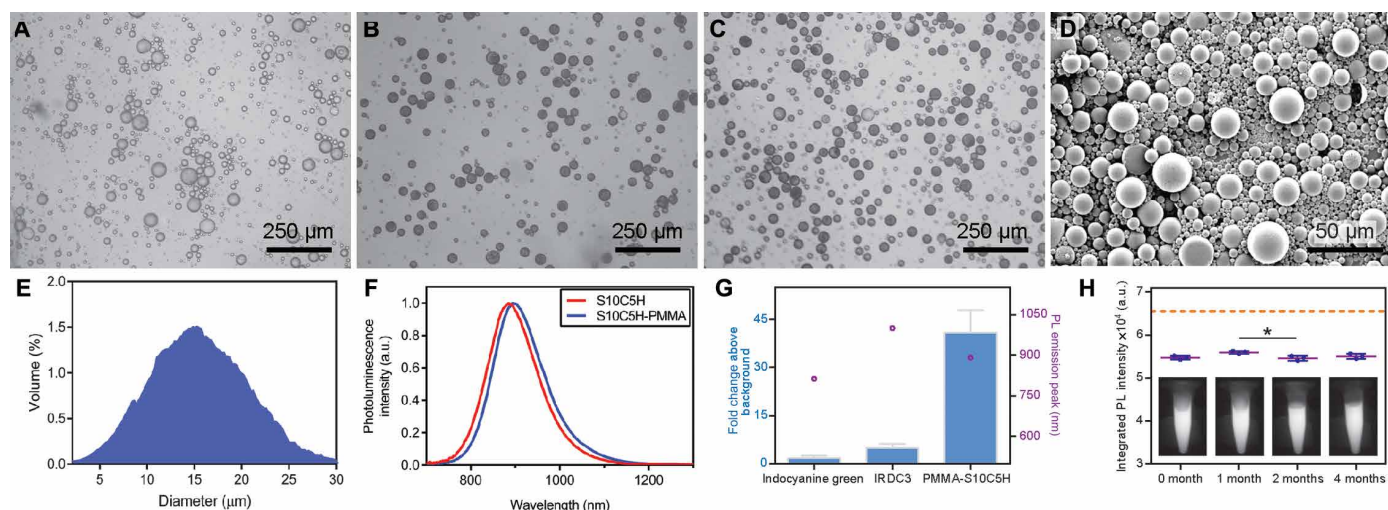 A
250 µm
B
250 µm
C
250 µm
D
50 µm
E
Volume (%)
2.0
1.5
1.0
0.5
0.0
5 10 15 20 25 30
Diameter (µm)
F
Photoluminescence
intensity (a.u.)
1.0
0.8
0.6
0.4
0.2
0.0
S10C5H
S10C5H-PMMA
800 1000 1200
Wavelength (nm)
G
Fold change above
background
45
30
15
0
Indocyanine green IRDC3 PMMA-S10C5H
1050
900
750
600
PL emission peak (nm)
H
Integrated PL intensity ×10⁴ (a.u.)
7
6
5
4
3
*
0 month 1 month 2 months 4 months